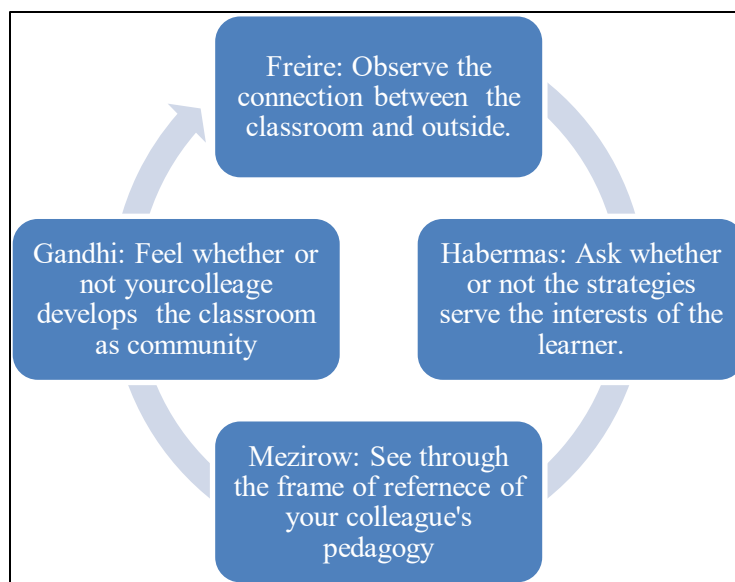 Freire: Observe the
connection between the
classroom and outside.
Habermas: Ask whether
or not the strategies
serve the interests of the
learner.
Mezirow: See through
the frame of refernece of
your colleague's
pedagogy
Gandhi: Feel whether or
not yourcolleage
develops the classroom
as community